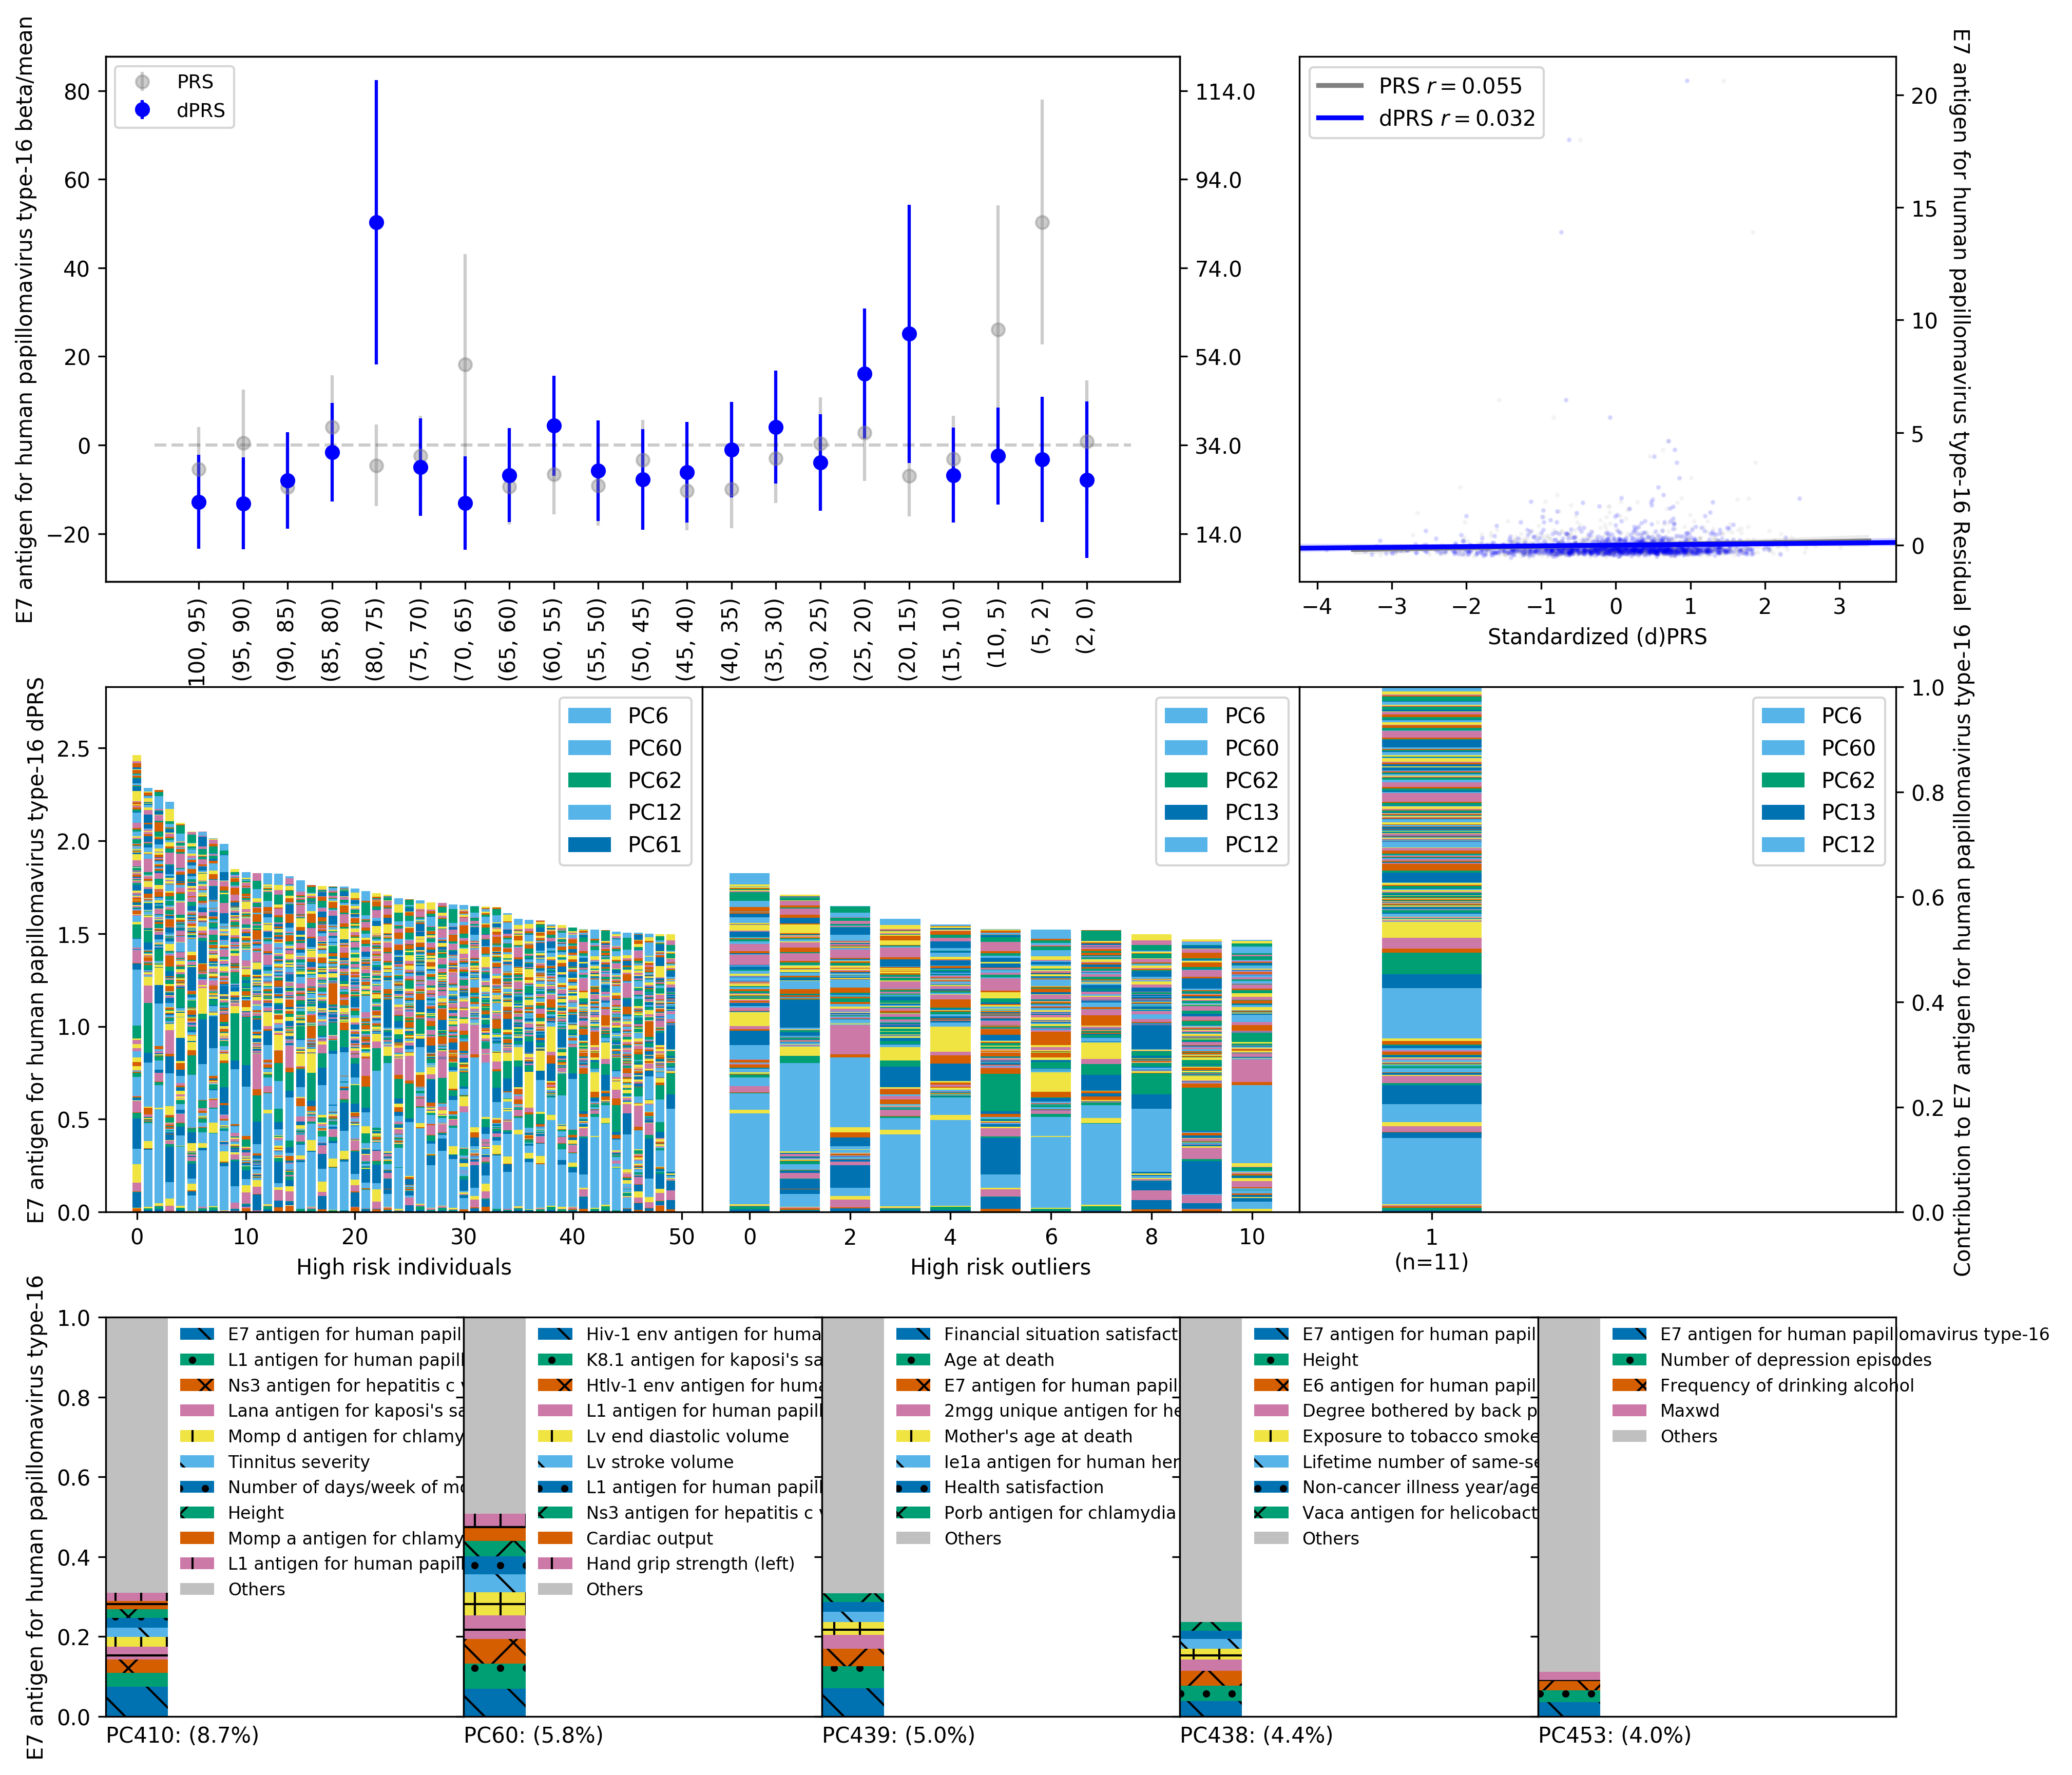 E7 antigen for human papillomavirus type-16 beta/mean
80
60
40
20
0
−20
PRS
dPRS
114.0
94.0
74.0
54.0
34.0
14.0
100, 95)
(95, 90)
(90, 85)
(85, 80)
(80, 75)
(75, 70)
(70, 65)
(65, 60)
(60, 55)
(55, 50)
(50, 45)
(45, 40)
(40, 35)
(35, 30)
(30, 25)
(25, 20)
(20, 15)
(15, 10)
(10, 5)
(5, 2)
(2, 0)
PRS r = 0.055
dPRS r = 0.032
20
15
10
5
0
E7 antigen for human papillomavirus type-16 Residual
−4 −3 −2 −1 0 1 2 3
Standardized (d)PRS
E7 antigen for human papillomavirus type-16 dPRS
2.5
2.0
1.5
1.0
0.5
0.0
PC6
PC60
PC62
PC12
PC61
0 10 20 30 40 50
High risk individuals
PC6
PC60
PC62
PC13
PC12
0 2 4 6 8 10
High risk outliers
PC6
PC60
PC62
PC13
PC12
1
(n=11)
1.0
0.8
0.6
0.4
0.2
0.0
Contribution to E7 antigen for human papillomavirus type-16
E7 antigen for human papillomavirus type-16
1.0
0.8
0.6
0.4
0.2
0.0
E7 antigen for human papil
L1 antigen for human papill
Ns3 antigen for hepatitis c
Lana antigen for kaposi's sa
Momp d antigen for chlamy
Tinnitus severity
Number of days/week of mo
Height
Momp a antigen for chlamy
L1 antigen for human papill
Others
PC410: (8.7%)
Hiv-1 env antigen for huma
K8.1 antigen for kaposi's sa
Htlv-1 env antigen for huma
L1 antigen for human papill
Lv end diastolic volume
Lv stroke volume
L1 antigen for human papill
Ns3 antigen for hepatitis c
Cardiac output
Hand grip strength (left)
Others
PC60: (5.8%)
Financial situation satisfact
Age at death
E7 antigen for human papil
2mgg unique antigen for he
Mother's age at death
Ie1a antigen for human her
Health satisfaction
Porb antigen for chlamydia
Others
PC439: (5.0%)
E7 antigen for human papil
Height
E6 antigen for human papil
Degree bothered by back p
Exposure to tobacco smoke
Lifetime number of same-se
Non-cancer illness year/age
Vaca antigen for helicobact
Others
PC438: (4.4%)
E7 antigen for human papillomavirus type-16
Number of depression episodes
Frequency of drinking alcohol
Maxwd
Others
PC453: (4.0%)